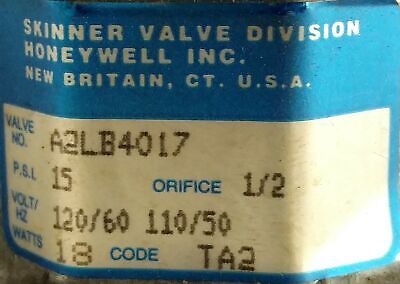 SKINNER VALVE DIVISION
HONEYWELL INC.
NEW BRITAIN, CT. U.S.A.
VALVE NO. A2LB4017
P.S.I. 15 ORIFICE 1/2
VOLT/HZ 120/60 110/50
WATTS 18 CODE TA2